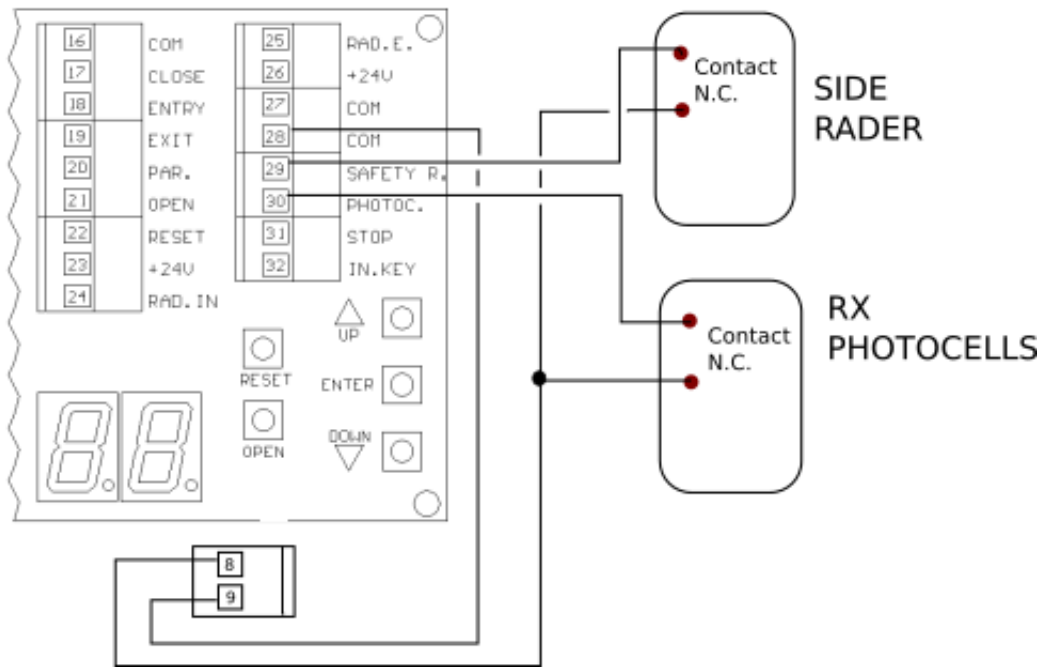 16 COM
17 CLOSE
18 ENTRY
19 EXIT
20 PAR.
21 OPEN
22 RESET
23 +24V
24 RAD.IN
25 RAD.E.
26 +24V
27 COM
28 COM
29 SAFETY R.
30 PHOTOC.
31 STOP
32 IN.KEY
UP
RESET
ENTER
OPEN
DOWN
8.8.
8
9
Contact
N.C.
SIDE
RADER
Contact
N.C.
RX
PHOTOCELLS